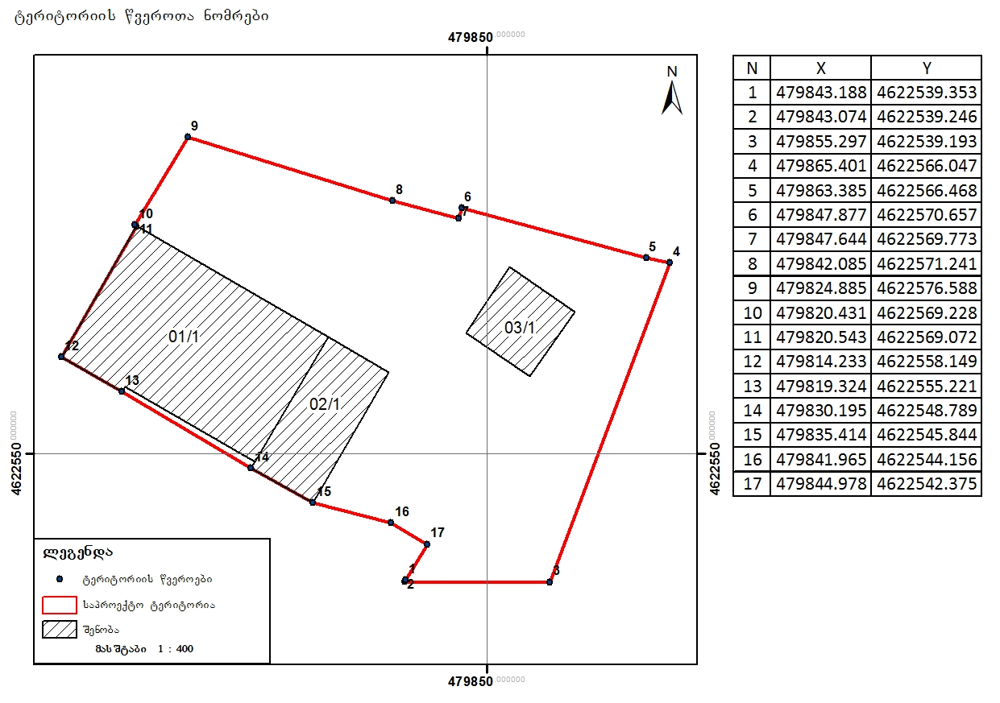 ტერიტორიის წვეროთა ნომრები
479850.000000
N
9
8
6
7
5
4
10
11
12
13
14
15
16
17
1
2
3
01/1
02/1
03/1
4622550.000000
4622550.000000
ლეგენდა
ტერიტორიის წვეროები
საპროექტო ტერიტორია
შენობა
მასშტაბი 1 : 400
479850.000000
N X Y
1 479843.188 4622539.353
2 479843.074 4622539.246
3 479855.297 4622539.193
4 479865.401 4622566.047
5 479863.385 4622566.468
6 479847.877 4622570.657
7 479847.644 4622569.773
8 479842.085 4622571.241
9 479824.885 4622576.588
10 479820.431 4622569.228
11 479820.543 4622569.072
12 479814.233 4622558.149
13 479819.324 4622555.221
14 479830.195 4622548.789
15 479835.414 4622545.844
16 479841.965 4622544.156
17 479844.978 4622542.375